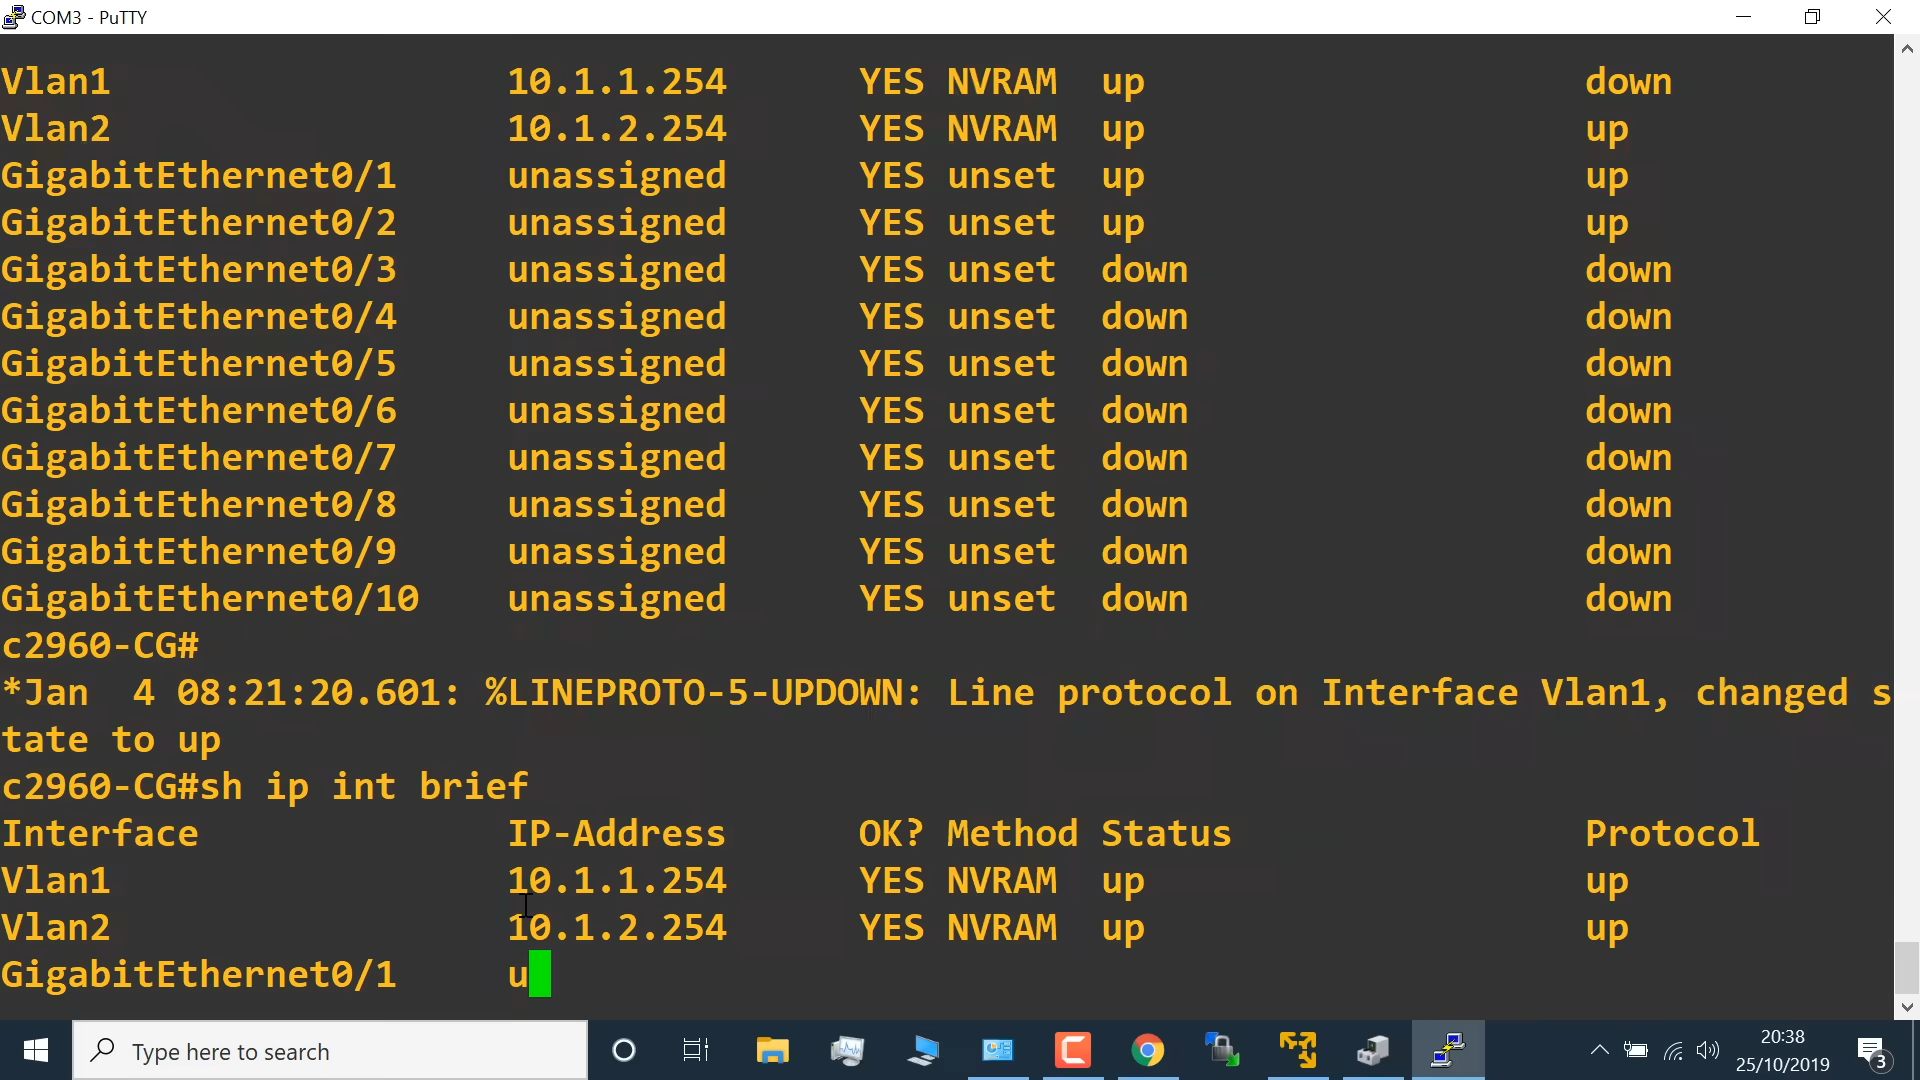 COM3 - PuTTY
Vlan1 10.1.1.254 YES NVRAM up down
Vlan2 10.1.2.254 YES NVRAM up up
GigabitEthernet0/1 unassigned YES unset up up
GigabitEthernet0/2 unassigned YES unset up up
GigabitEthernet0/3 unassigned YES unset down down
GigabitEthernet0/4 unassigned YES unset down down
GigabitEthernet0/5 unassigned YES unset down down
GigabitEthernet0/6 unassigned YES unset down down
GigabitEthernet0/7 unassigned YES unset down down
GigabitEthernet0/8 unassigned YES unset down down
GigabitEthernet0/9 unassigned YES unset down down
GigabitEthernet0/10 unassigned YES unset down down
c2960-CG#
*Jan  4 08:21:20.601: %LINEPROTO-5-UPDOWN: Line protocol on Interface Vlan1, changed s
tate to up
c2960-CG#sh ip int brief
Interface IP-Address OK? Method Status Protocol
Vlan1 10.1.1.254 YES NVRAM up up
Vlan2 10.1.2.254 YES NVRAM up up
GigabitEthernet0/1 u
Type here to search
20:38
25/10/2019
3